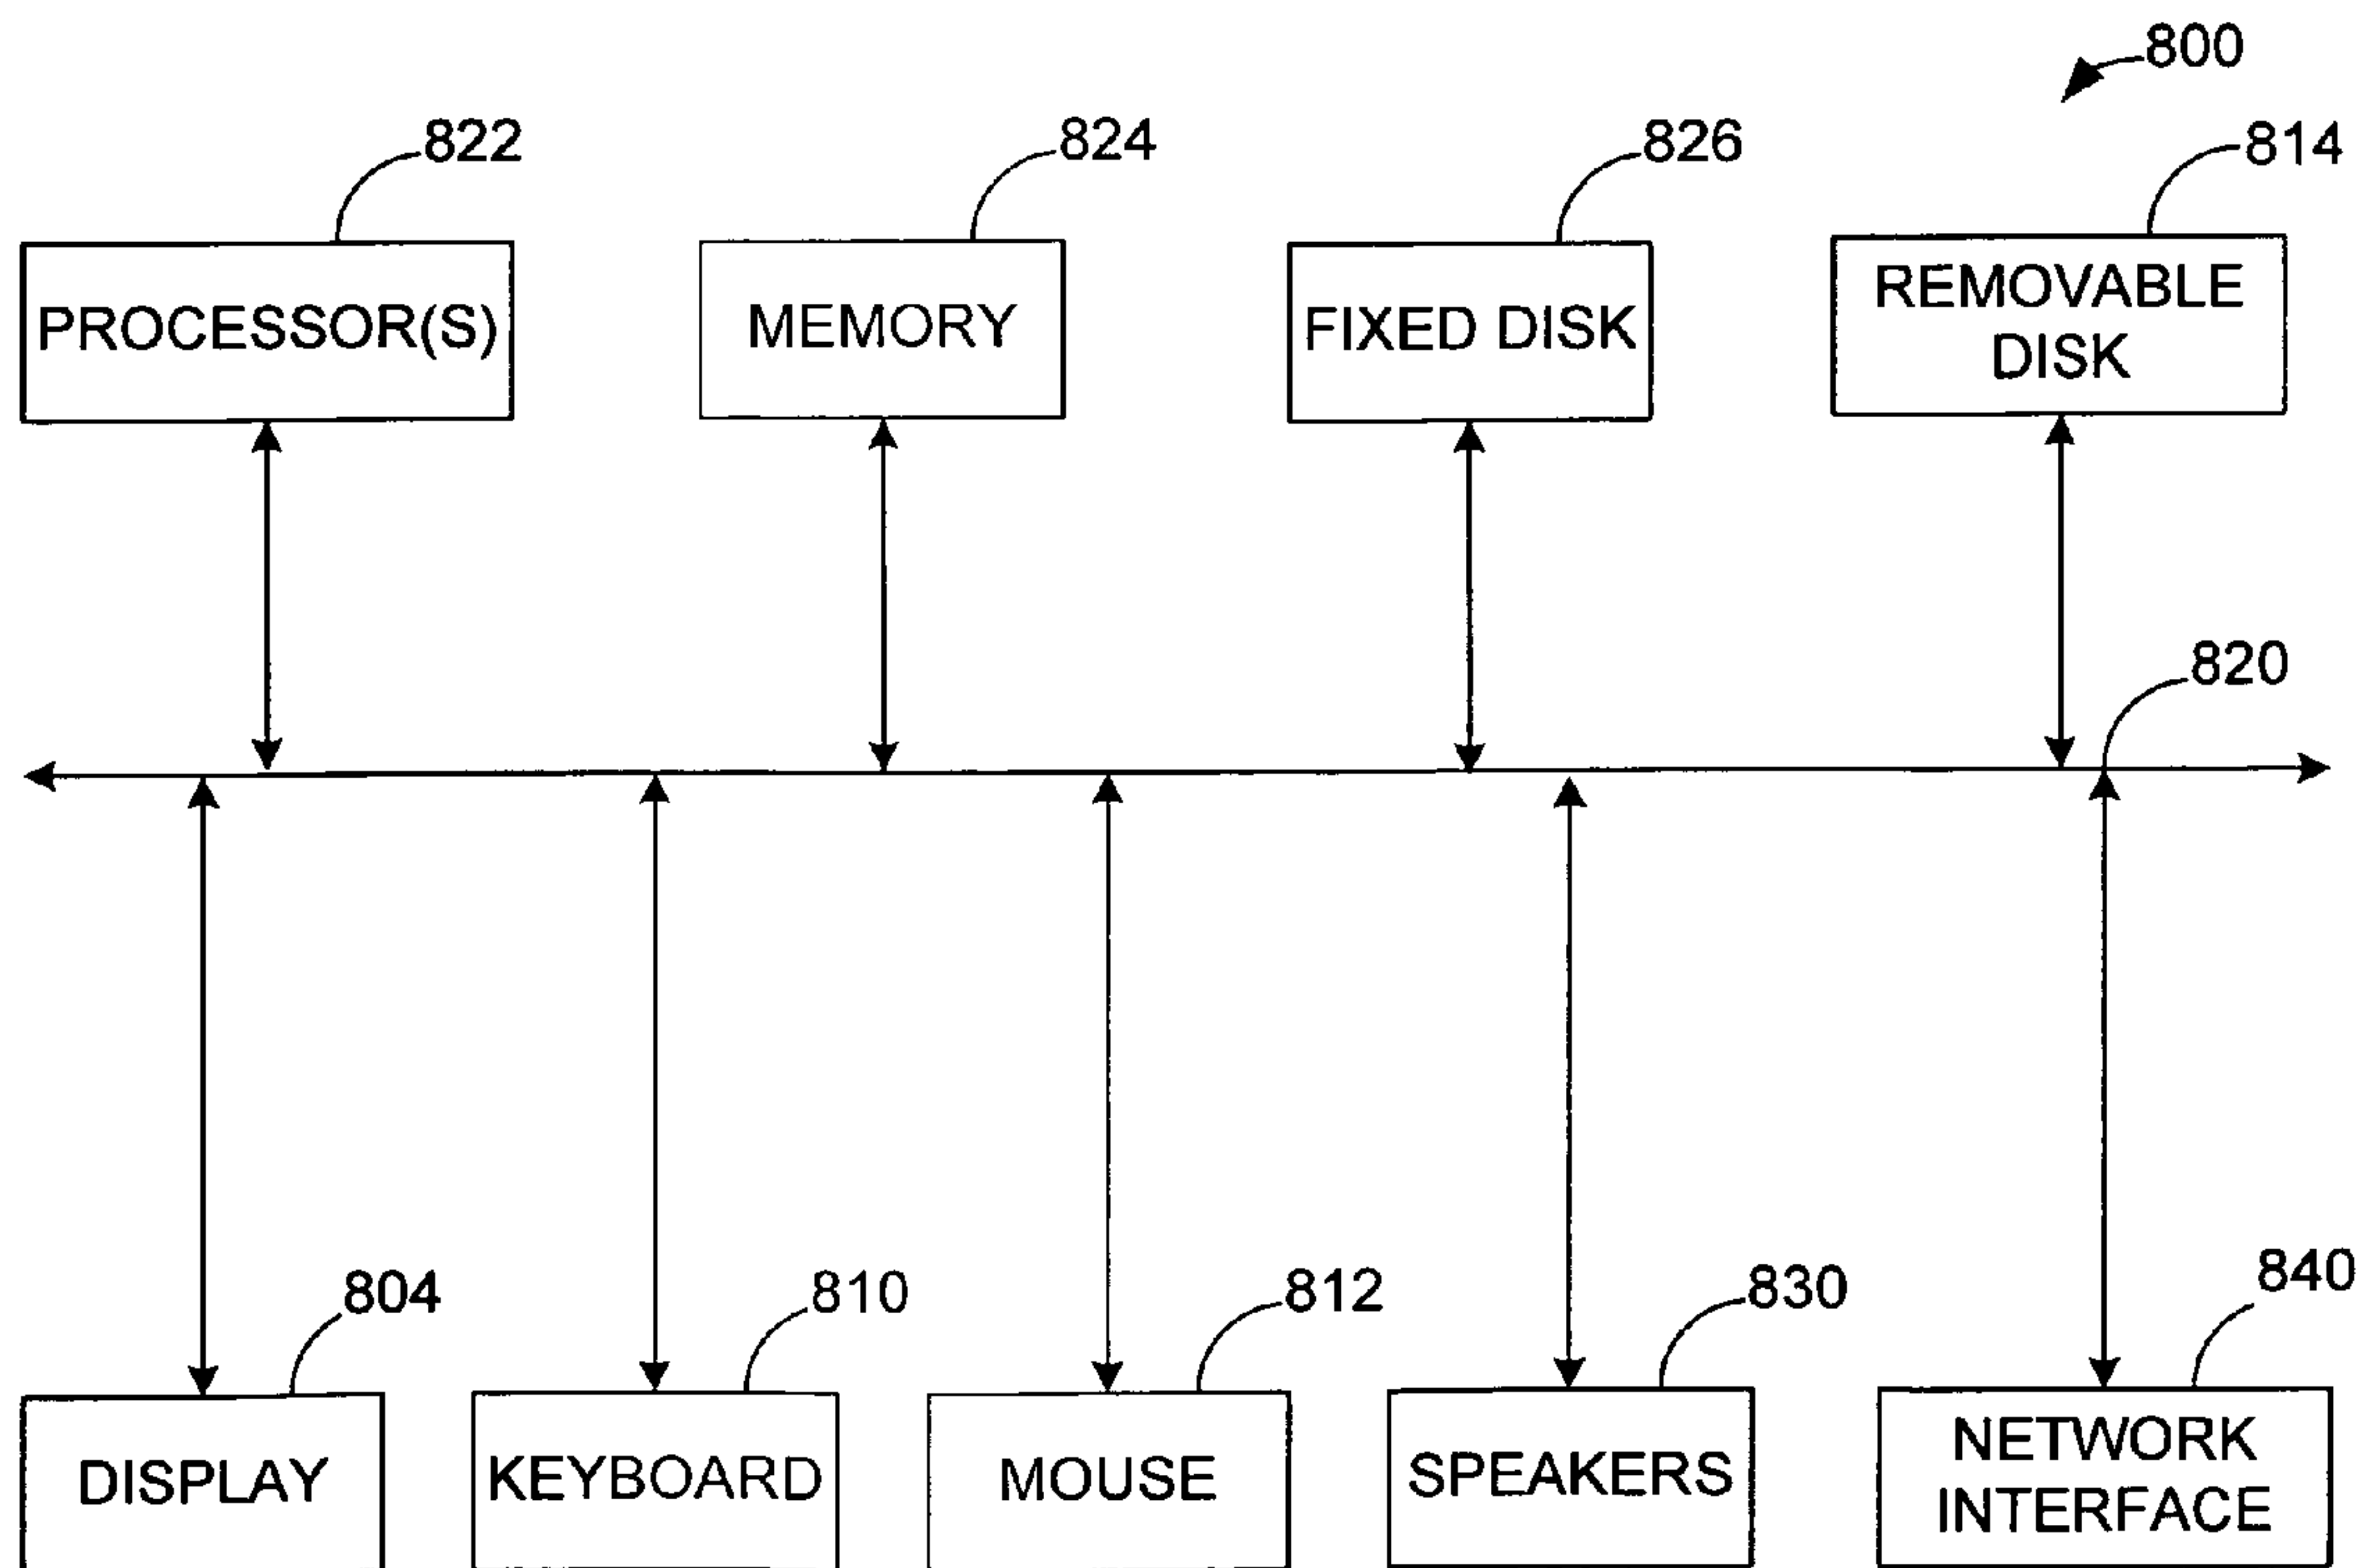 800
822
824
826
814
PROCESSOR(S)
MEMORY
FIXED DISK
REMOVABLE
DISK
820
804
810
812
830
840
DISPLAY
KEYBOARD
MOUSE
SPEAKERS
NETWORK
INTERFACE